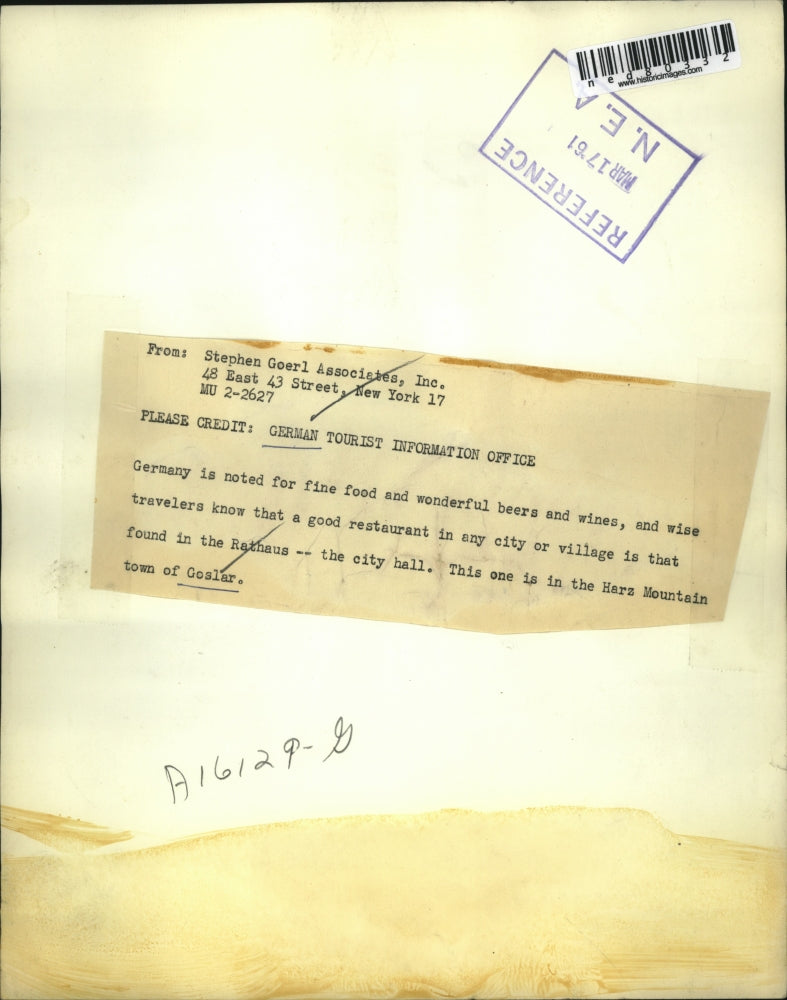 ned80332
www.historicimages.com
N. E. A
MAR 17 '61
REFERENCE
From: Stephen Goerl Associates, Inc.
48 East 43 Street, New York 17
MU 2-2627
PLEASE CREDIT: GERMAN TOURIST INFORMATION OFFICE
Germany is noted for fine food and wonderful beers and wines, and wise
travelers know that a good restaurant in any city or village is that
found in the Rathaus -- the city hall. This one is in the Harz Mountain
town of Goslar.
A16129-G